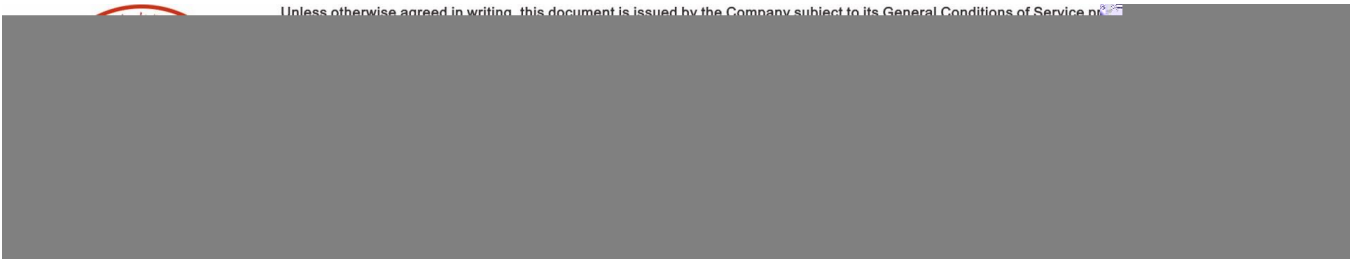 Unless otherwise agreed in writing, this document is issued by the Company subject to its General Conditions of Service